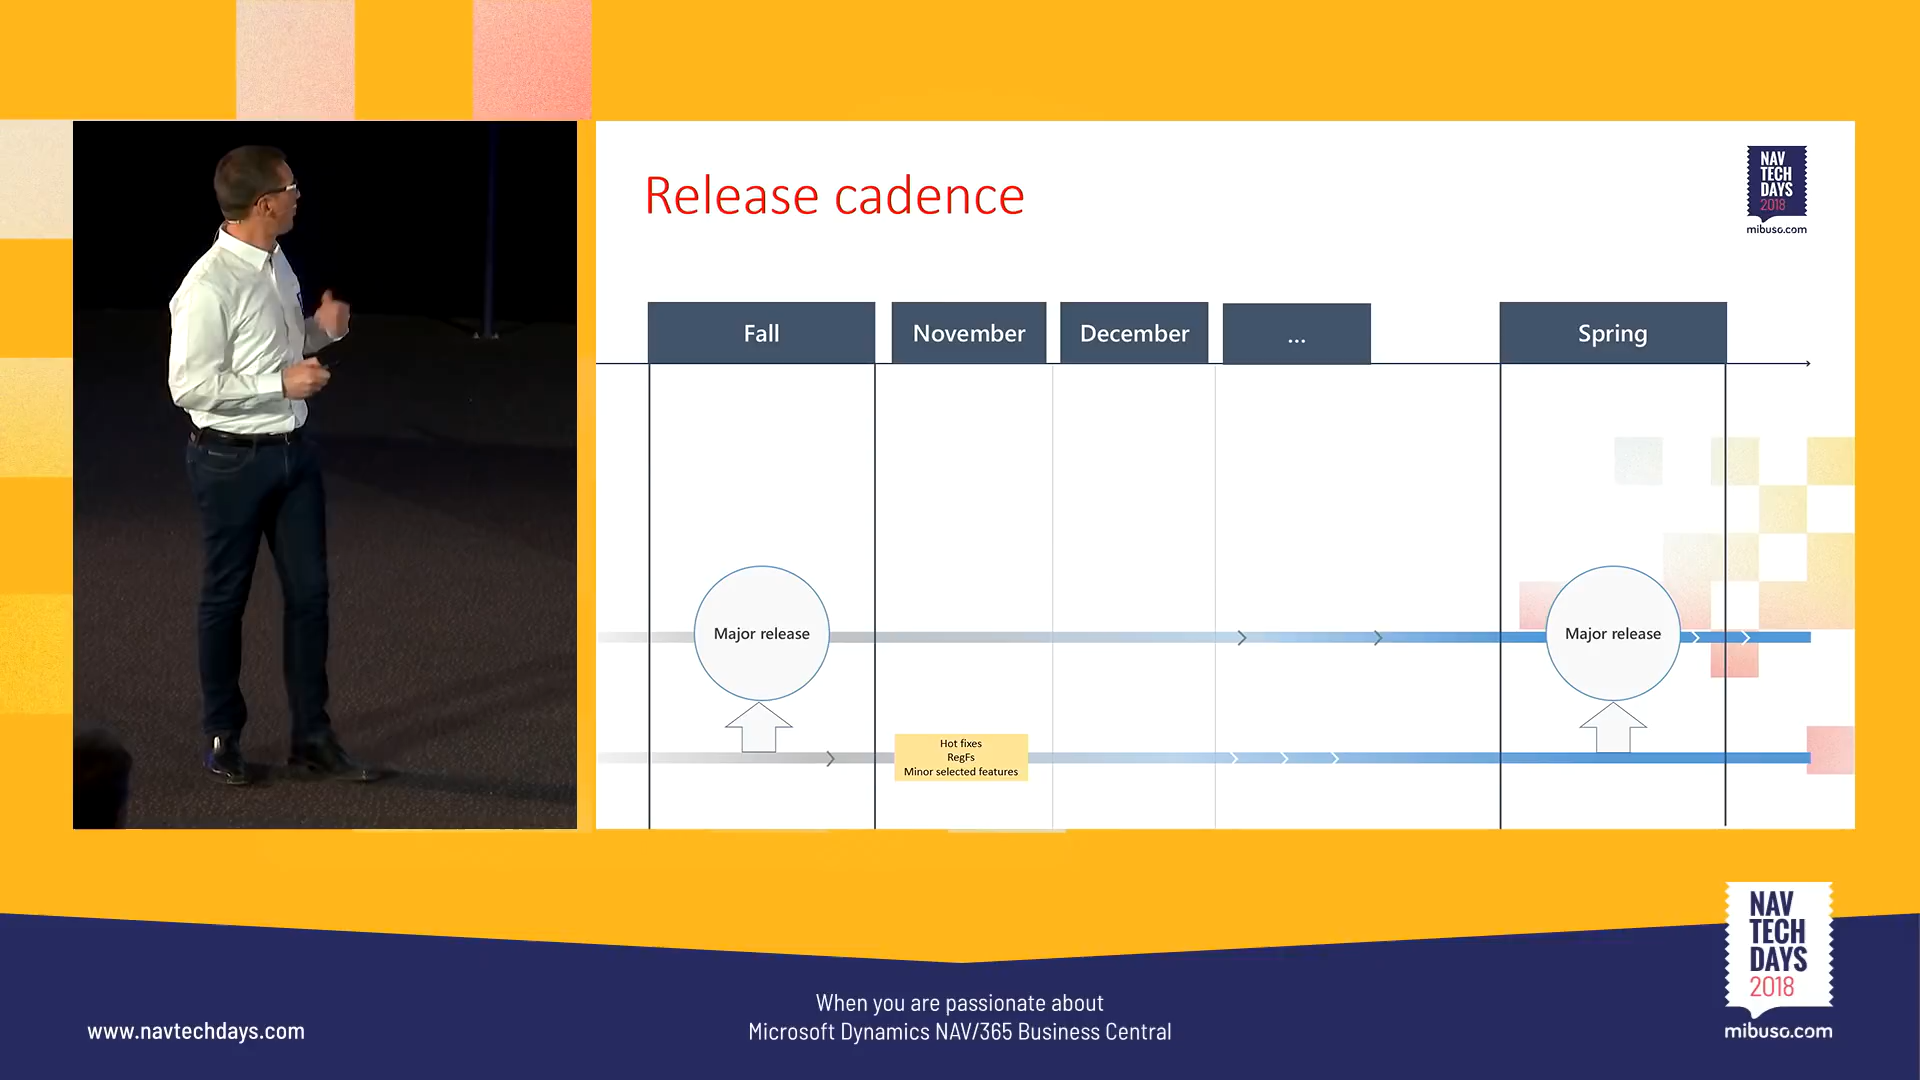 Release cadence
NAV
TECH
DAYS
2018
mibuso.com
Fall
November
December
...
Spring
Major release
Major release
Hot fixes
RegFs
Minor selected features
When you are passionate about
Microsoft Dynamics NAV/365 Business Central
www.navtechdays.com
NAV
TECH
DAYS
2018
mibuso.com